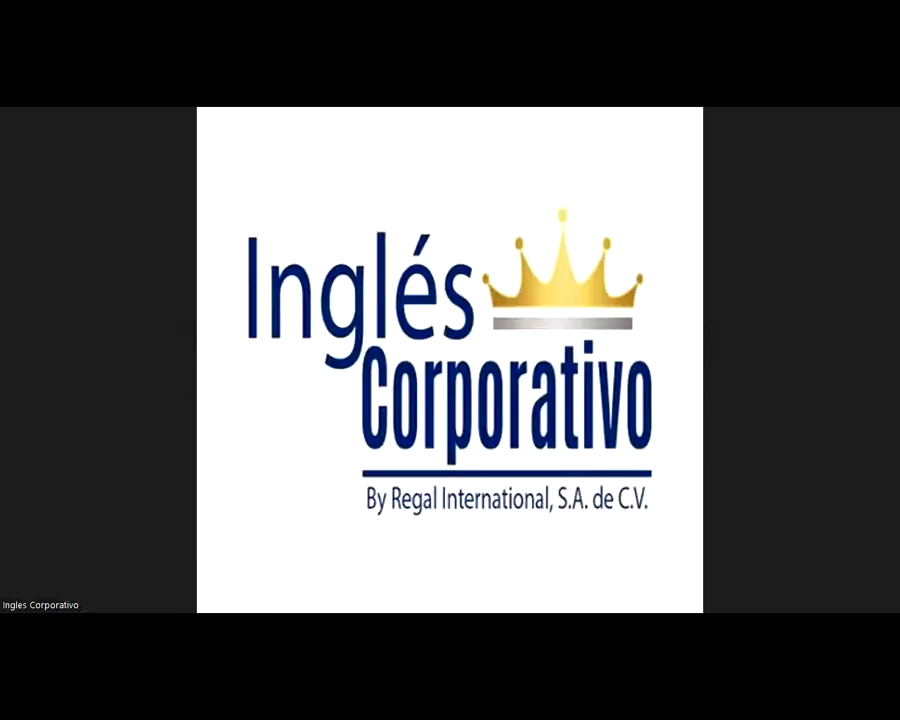 Inglés
Corporativo
By Regal International, S.A. de C.V.
Ingles Corporativo